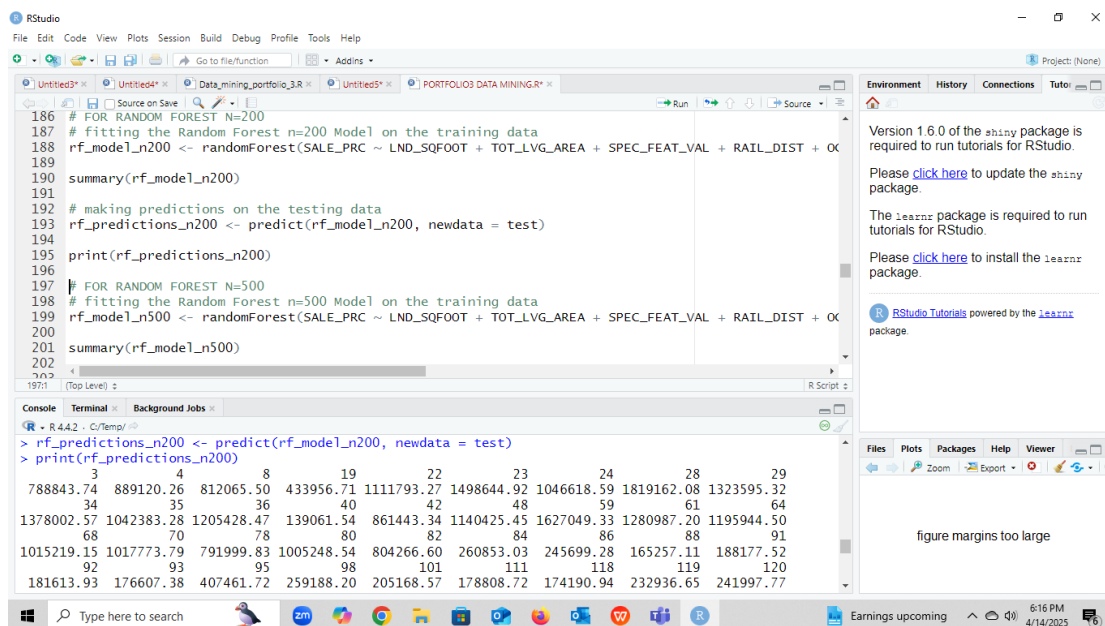 RStudio
File Edit Code View Plots Session Build Debug Profile Tools Help
Go to file/function
Addins
Project: (None)
Untitled3* × Untitled4* × Data_mining_portfolio_3.R × Untitled5* × PORTFOLIO3 DATA MINING.R* ×
Source on Save Run Source
186 # FOR RANDOM FOREST N=200
187 # fitting the Random Forest n=200 Model on the training data
188 rf_model_n200 <- randomForest(SALE_PRC ~ LND_SQFOOT + TOT_LVG_AREA + SPEC_FEAT_VAL + RAIL_DIST + OC
189
190 summary(rf_model_n200)
191
192 # making predictions on the testing data
193 rf_predictions_n200 <- predict(rf_model_n200, newdata = test)
194
195 print(rf_predictions_n200)
196
197 # FOR RANDOM FOREST N=500
198 # fitting the Random Forest n=500 Model on the training data
199 rf_model_n500 <- randomForest(SALE_PRC ~ LND_SQFOOT + TOT_LVG_AREA + SPEC_FEAT_VAL + RAIL_DIST + OC
200
201 summary(rf_model_n500)
202
203
197:1 (Top Level) R Script
Console Terminal × Background Jobs ×
R 4.4.2 · C:/Temp/
> rf_predictions_n200 <- predict(rf_model_n200, newdata = test)
> print(rf_predictions_n200)
3 4 8 19 22 23 24 28 29
788843.74 889120.26 812065.50 433956.71 1111793.27 1498644.92 1046618.59 1819162.08 1323595.32
34 35 36 40 42 48 59 61 64
1378002.57 1042383.28 1205428.47 139061.54 861443.34 1140425.45 1627049.33 1280987.20 1195944.50
68 70 78 80 82 84 86 88 91
1015219.15 1017773.79 791999.83 1005248.54 804266.60 260853.03 245699.28 165257.11 188177.52
92 93 95 98 101 111 118 119 120
181613.93 176607.38 407461.72 259188.20 205168.57 178808.72 174190.94 232936.65 241997.77
Environment History Connections Tutor
Version 1.6.0 of the shiny package is
required to run tutorials for RStudio.
Please click here to update the shiny
package.
The learnr package is required to run
tutorials for RStudio.
Please click here to install the learnr
package.
RStudio Tutorials powered by the learnr
package.
Files Plots Packages Help Viewer
Zoom Export
figure margins too large
Type here to search
zm
W
R
Earnings upcoming
6:16 PM
4/14/2025
6